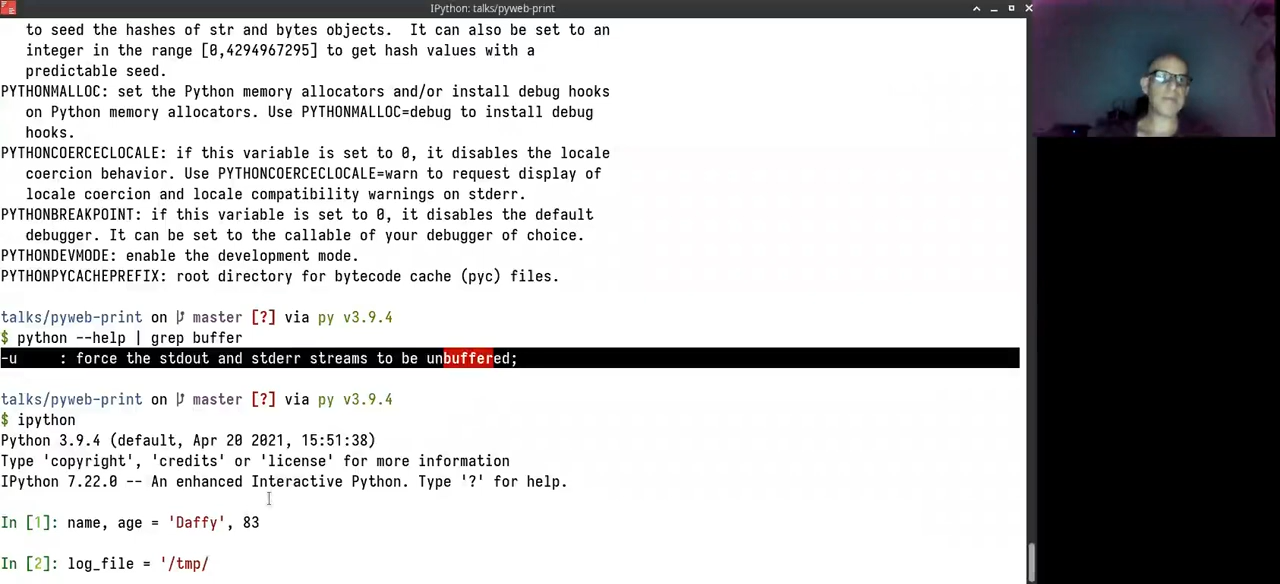 IPython: talks/pyweb-print
to seed the hashes of str and bytes objects.  It can also be set to an
integer in the range [0,4294967295] to get hash values with a
predictable seed.
PYTHONMALLOC: set the Python memory allocators and/or install debug hooks
on Python memory allocators. Use PYTHONMALLOC=debug to install debug
hooks.
PYTHONCOERCECLOCALE: if this variable is set to 0, it disables the locale
coercion behavior. Use PYTHONCOERCECLOCALE=warn to request display of
locale coercion and locale compatibility warnings on stderr.
PYTHONBREAKPOINT: if this variable is set to 0, it disables the default
debugger. It can be set to the callable of your debugger of choice.
PYTHONDEVMODE: enable the development mode.
PYTHONPYCACHEPREFIX: root directory for bytecode cache (pyc) files.
talks/pyweb-print on master [?] via py v3.9.4
$ python --help | grep buffer
-u     : force the stdout and stderr streams to be unbuffered;
talks/pyweb-print on master [?] via py v3.9.4
$ ipython
Python 3.9.4 (default, Apr 20 2021, 15:51:38)
Type 'copyright', 'credits' or 'license' for more information
IPython 7.22.0 -- An enhanced Interactive Python. Type '?' for help.
In [1]: name, age = 'Daffy', 83
In [2]: log_file = '/tmp/